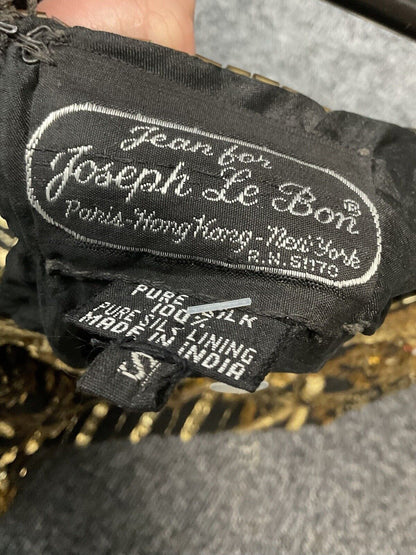 Jean for
Joseph Le Bon ®
Paris-Hong Kong-New York
R.N. 51170
PURE SILK
100%
PURE SILK LINING
MADE IN INDIA
S